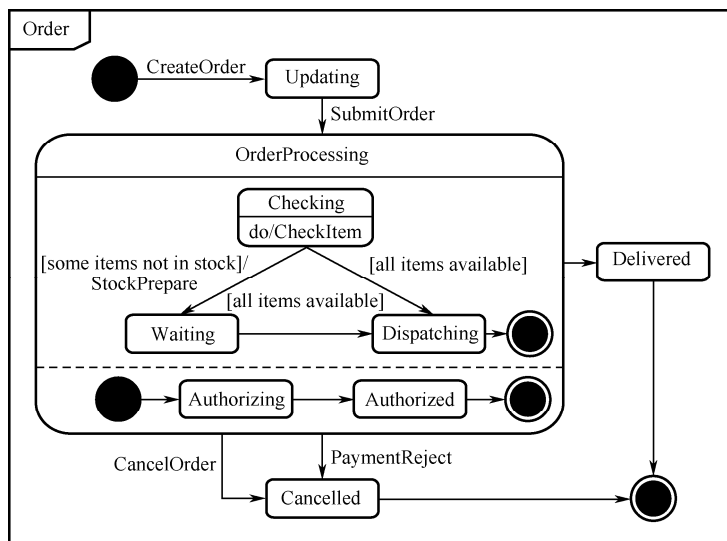 Order
CreateOrder
Updating
SubmitOrder
OrderProcessing
Checking
do/CheckItem
[some items not in stock]/
StockPrepare
[all items available]
[all items available]
Waiting
Dispatching
Delivered
Authorizing
Authorized
CancelOrder
PaymentReject
Cancelled